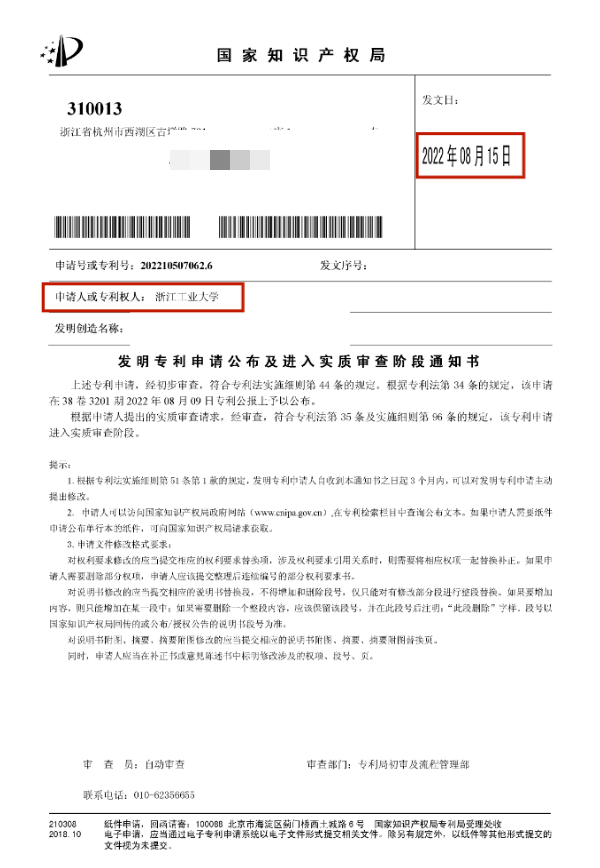 国家知识产权局
310013
发文日：
浙江省杭州市西湖区古
2022年08月15日
申请号或专利号：202210507062.6 发文序号：
申请人或专利权人： 浙江工业大学
发明创造名称：
发明专利申请公布及进入实质审查阶段通知书
上述专利申请，经初步审查，符合专利法实施细则第 44 条的规定。根据专利法第 34 条的规定，该申请
在 38 卷 3201 期 2022 年 08 月 09 日专利公报上予以公布。
根据申请人提出的实质审查请求，经审查，符合专利法第 35 条及实施细则第 96 条的规定，该专利申请
进入实质审查阶段。
提示：
1. 根据专利法实施细则第 51 条第 1 款的规定，发明专利申请人自收到本通知书之日起 3 个月内，可以对发明专利申请主动
提出修改。
2. 申请人可以访问国家知识产权局政府网站（www.cnipa.gov.cn）,在专利检索栏目中查询公布文本。如果申请人需要纸件
申请公布单行本的纸件，可向国家知识产权局请求获取。
3. 申请文件修改格式要求：
对权利要求修改的应当提交相应的权利要求替换项，涉及权利要求引用关系时，则需要将相应权项一起替换补正。如果申
请人需要删除部分权项，申请人应该提交整理后连续编号的部分权利要求书。
对说明书修改的应当提交相应的说明书替换段，不得增加和删除段号，仅只能对有修改部分段进行整段替换。如果要增加
内容，则只能增加在某一段中；如果需要删除一个整段内容，应该保留该段号，并在此段号后注明：“此段删除”字样。段号以
国家知识产权局回传的或公布/授权公告的说明书段号为准。
对说明书附图、摘要、摘要附图修改的应当提交相应的说明书附图、摘要、摘要附图替换页。
同时，申请人应当在补正书或意见陈述书中标明修改涉及的权项、段号、页。
审 查 员：自动审查 审查部门：专利局初审及流程管理部
联系电话：010-62356655
210308 纸件申请，回函请寄：100088 北京市海淀区蓟门桥西土城路 6 号 国家知识产权局专利局受理处收
2018.10 电子申请，应当通过电子专利申请系统以电子文件形式提交相关文件。除另有规定外，以纸件等其他形式提交的
文件视为未提交。